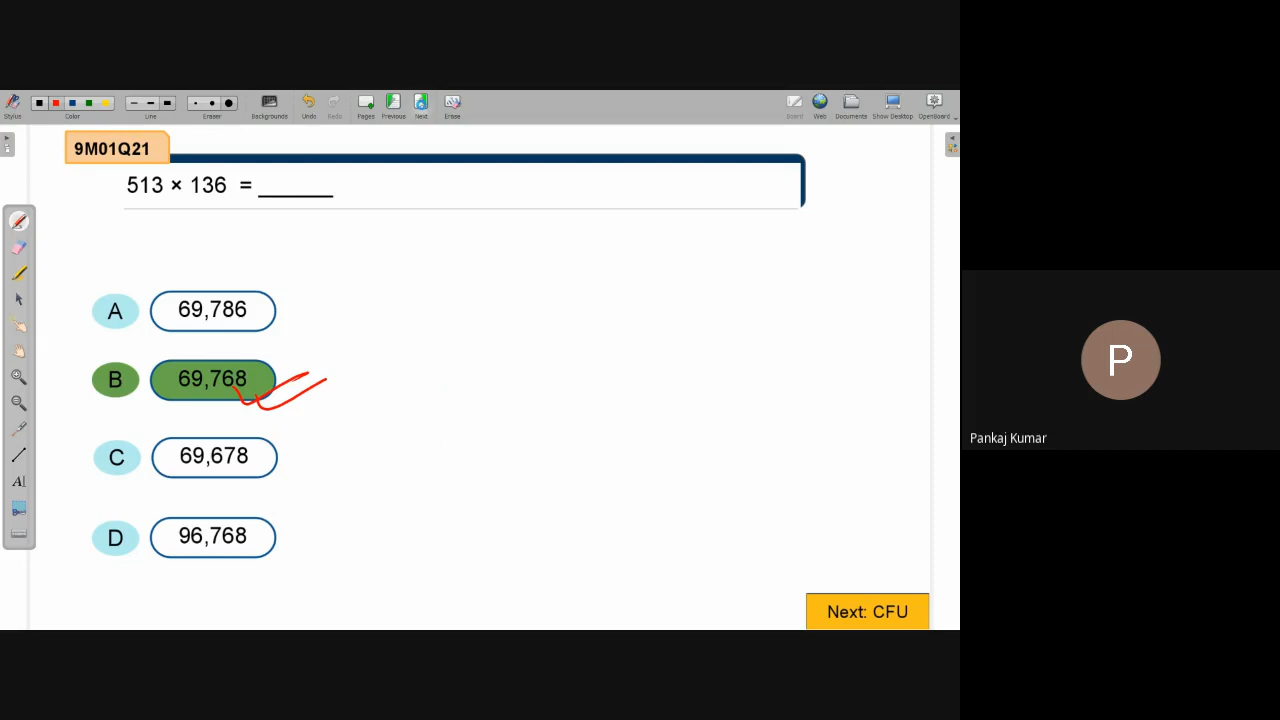 Stylus Color Line Eraser Backgrounds Undo Redo Pages Previous Next Erase Board Web Documents Show Desktop OpenBoard
9M01Q21
513 × 136 = ______
A 69,786
B 69,768
C 69,678
D 96,768
Next: CFU
P
Pankaj Kumar